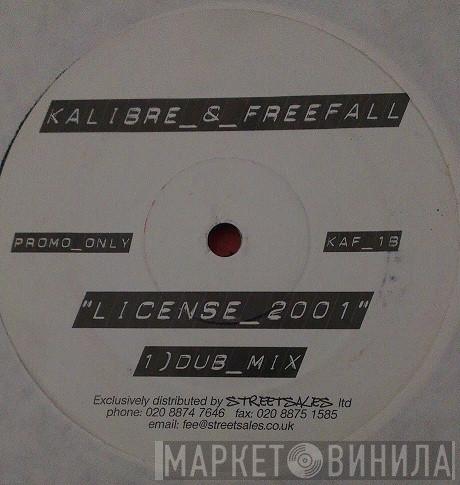 KALIBRE_&_FREEFALL
PROMO_ONLY
KAF_1B
"LICENSE_2001"
1)DUB_MIX
Exclusively distributed by STREETSALES ltd
phone: 020 8874 7646 fax: 020 8875 1585
email: fee@streetsales.co.uk
МАРКЕТ ВИНИЛА